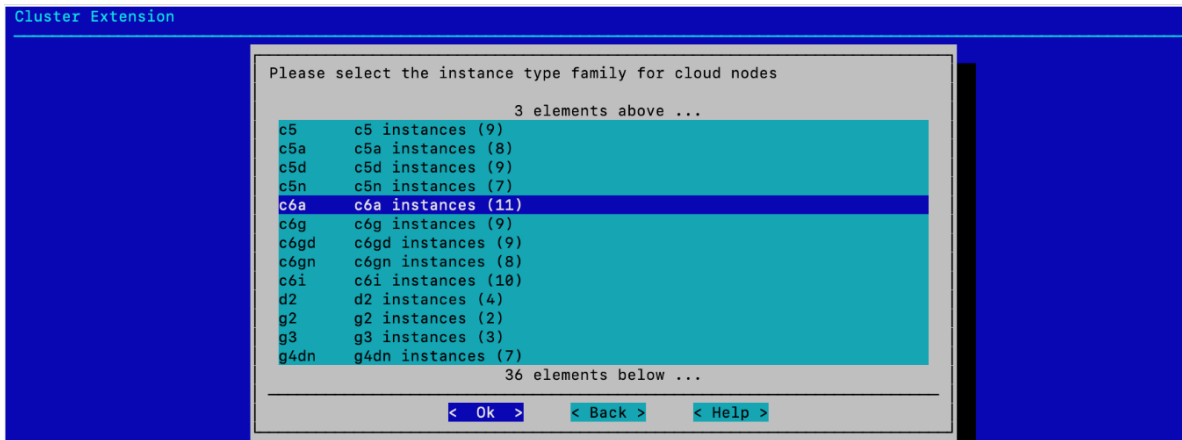 Cluster Extension
Please select the instance type family for cloud nodes
3 elements above ...
c5 c5 instances (9)
c5a c5a instances (8)
c5d c5d instances (9)
c5n c5n instances (7)
c6a c6a instances (11)
c6g c6g instances (9)
c6gd c6gd instances (9)
c6gn c6gn instances (8)
c6i c6i instances (10)
d2 d2 instances (4)
g2 g2 instances (2)
g3 g3 instances (3)
g4dn g4dn instances (7)
36 elements below ...
< Ok > < Back > < Help >